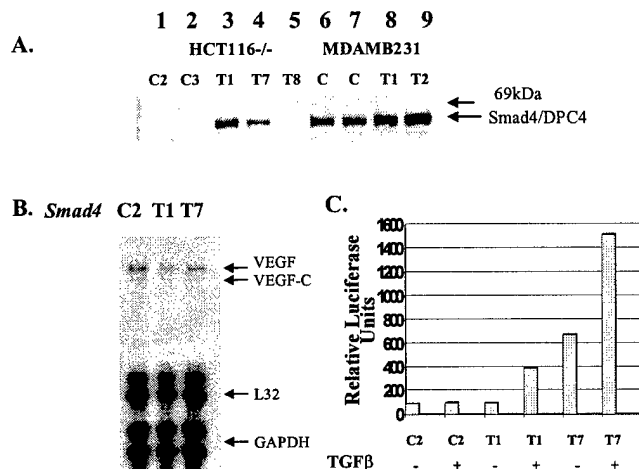 1 2 3 4 5 6 7 8 9
HCT116-/- MDAMB231
A.
C2 C3 T1 T7 T8 C C T1 T2
69kDa
Smad4/DPC4
B. Smad4 C2 T1 T7
VEGF
VEGF-C
L32
GAPDH
C.
Relative Luciferase
Units
1600
1400
1200
1000
800
600
400
200
0
C2 C2 T1 T1 T7 T7
TGFβ - + - + - +